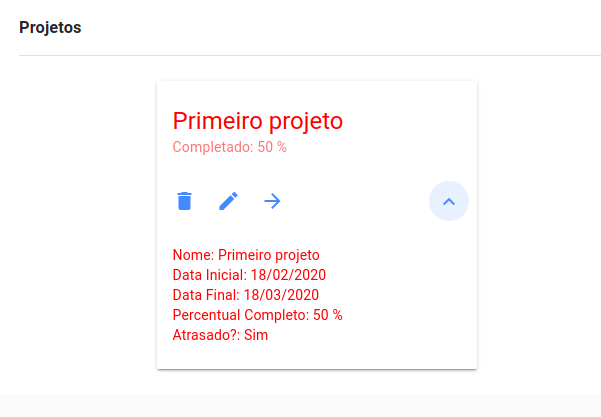 Projetos
Primeiro projeto
Completado: 50 %
Nome: Primeiro projeto
Data Inicial: 18/02/2020
Data Final: 18/03/2020
Percentual Completo: 50 %
Atrasado?: Sim